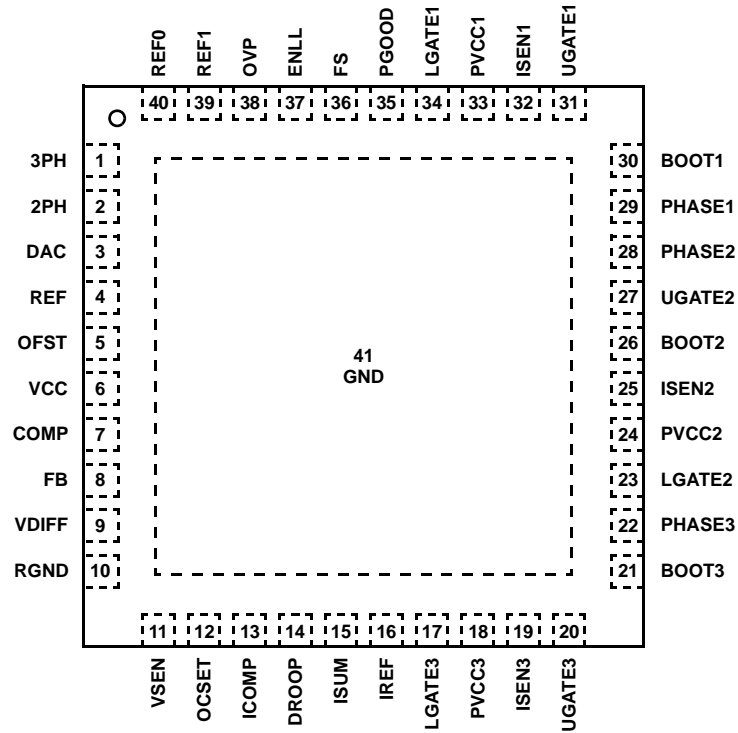 REF0
REF1
OVP
ENLL
FS
PGOOD
LGATE1
PVCC1
ISEN1
UGATE1
40 39 38 37 36 35 34 33 32 31
3PH 1
2PH 2
DAC 3
REF 4
OFST 5
VCC 6
COMP 7
FB 8
VDIFF 9
RGND 10
41
GND
30 BOOT1
29 PHASE1
28 PHASE2
27 UGATE2
26 BOOT2
25 ISEN2
24 PVCC2
23 LGATE2
22 PHASE3
21 BOOT3
11 12 13 14 15 16 17 18 19 20
VSEN
OCSET
ICOMP
DROOP
ISUM
IREF
LGATE3
PVCC3
ISEN3
UGATE3